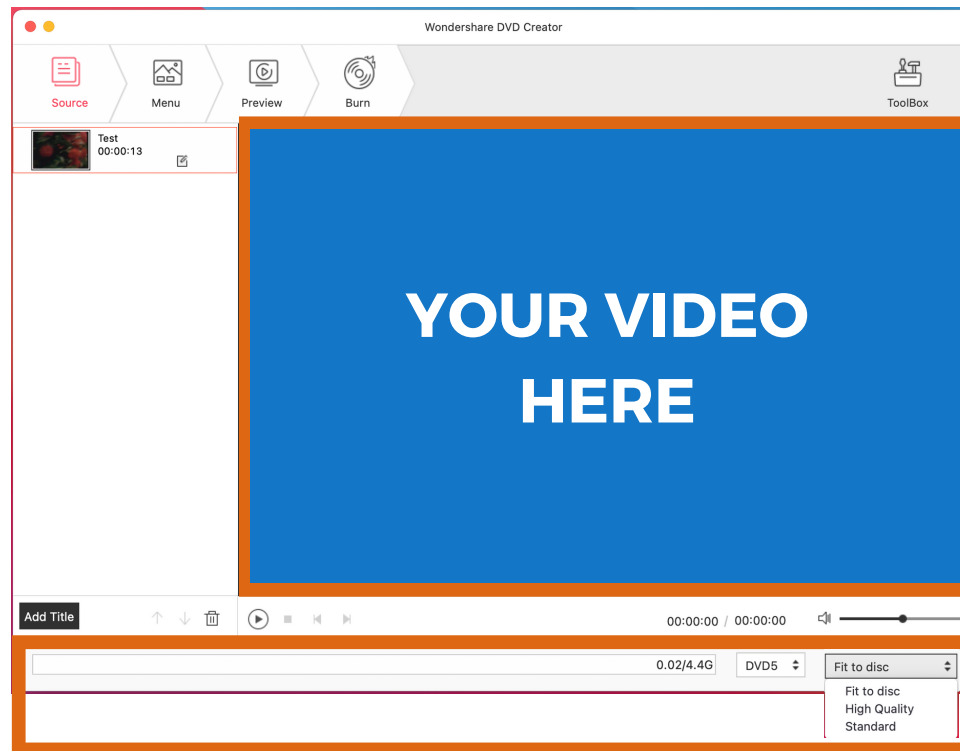 Wondershare DVD Creator
Source
Menu
Preview
Burn
ToolBox
Test
00:00:13
YOUR VIDEO
HERE
Add Title
00:00:00 / 00:00:00
0.02/4.4G
DVD5
Fit to disc
Fit to disc
High Quality
Standard